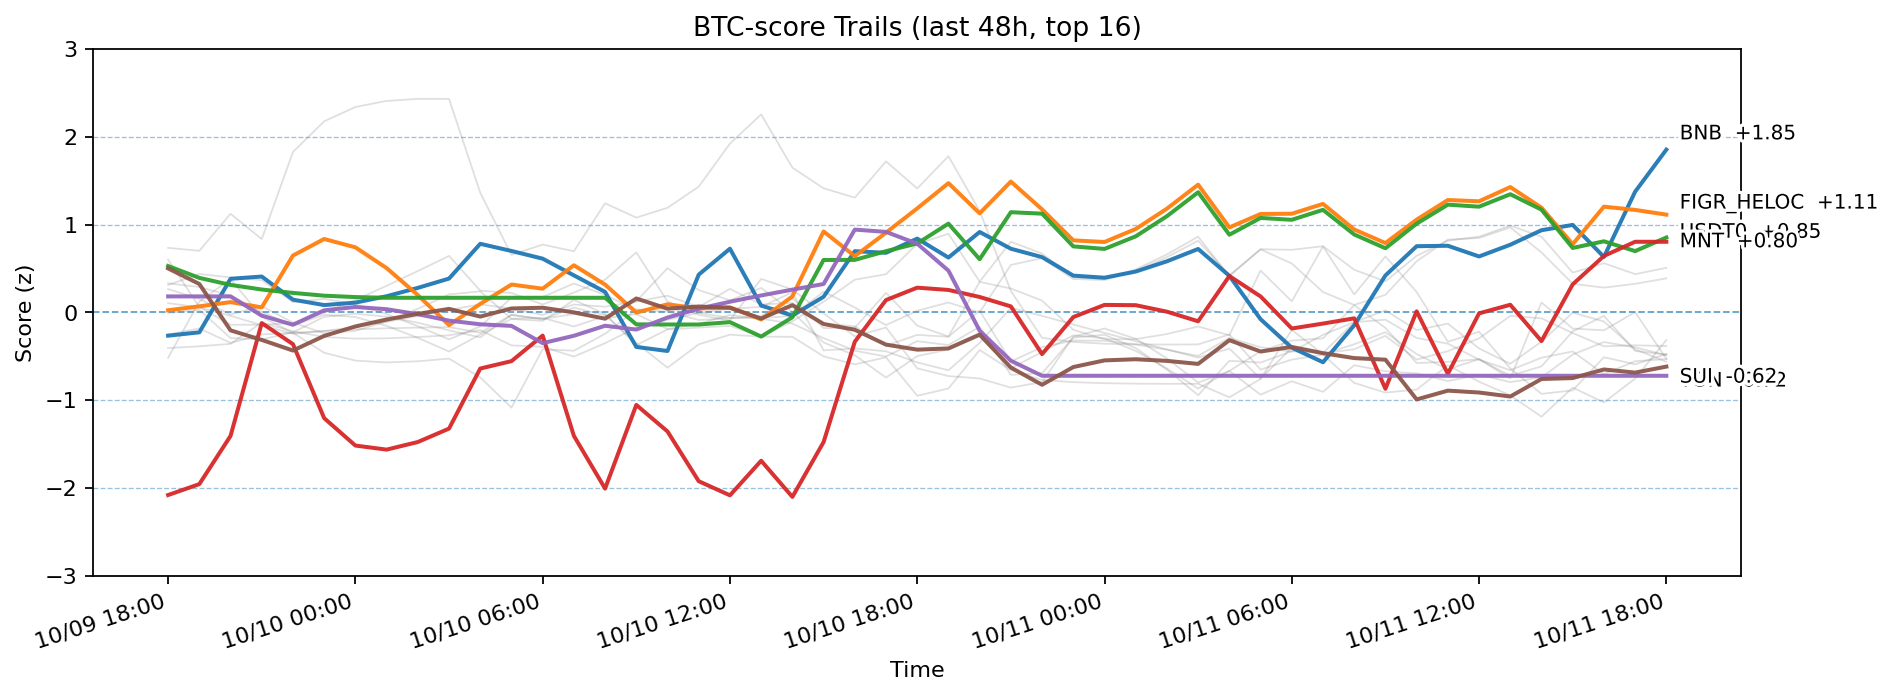 BTC-score Trails (last 48h, top 16)
3
2
1
0
−1
−2
−3
Score (z)
BNB +1.85
FIGR_HELOC +1.11
USDT0 +0.85
MNT +0.80
SUI -0.62
10/09 18:00
10/10 00:00
10/10 06:00
10/10 12:00
10/10 18:00
10/11 00:00
10/11 06:00
10/11 12:00
10/11 18:00
Time